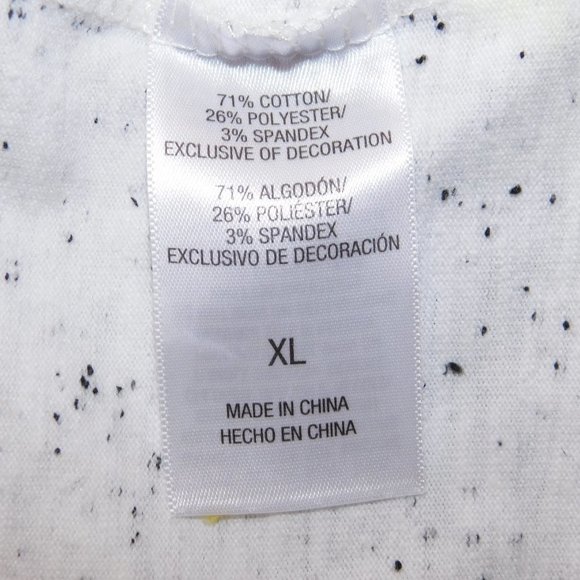 71% COTTON/
26% POLYESTER/
3% SPANDEX
EXCLUSIVE OF DECORATION
71% ALGODÓN/
26% POLIÉSTER/
3% SPANDEX
EXCLUSIVO DE DECORACIÓN
XL
MADE IN CHINA
HECHO EN CHINA